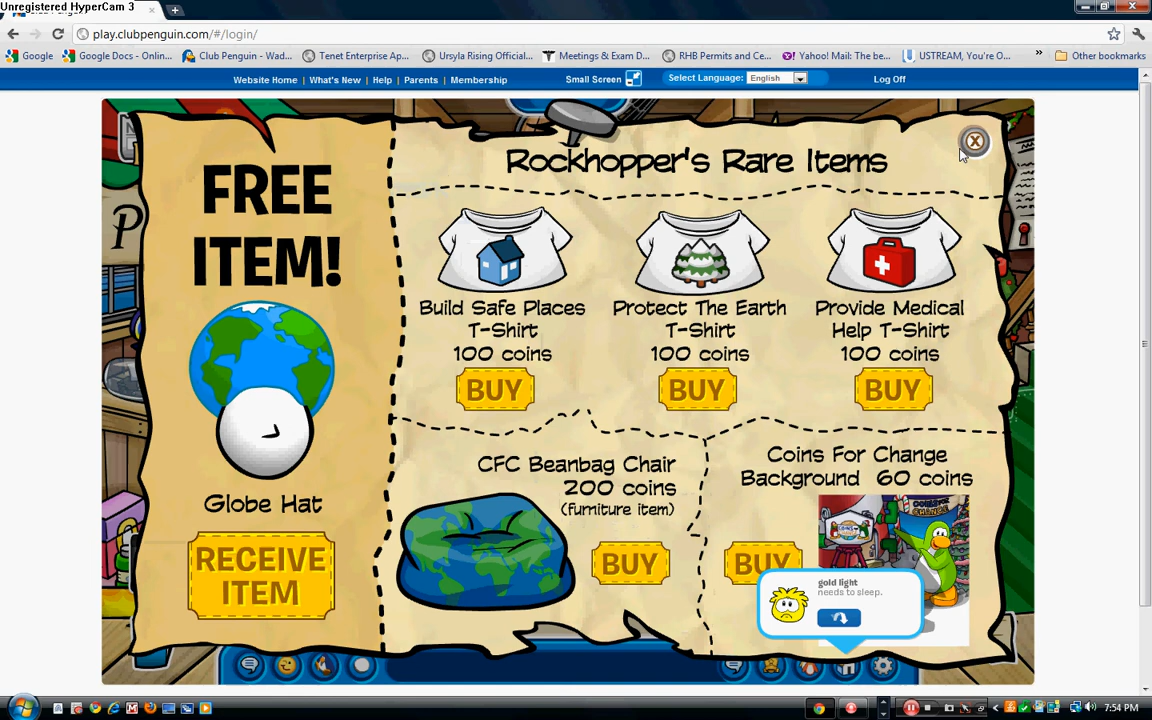 Unregistered HyperCam 3
play.clubpenguin.com/#/login/
Google
Google Docs - Onlin...
Club Penguin - Wad...
Tenet Enterprise Ap...
Ursyla Rising Official...
Meetings & Exam D...
RHB Permits and Ce...
Yahoo! Mail: The be...
USTREAM, You're O...
»
Other bookmarks
Website Home | What's New | Help | Parents | Membership
Small Screen
Select Language: English
Log Off
FREE
ITEM!
Globe Hat
RECEIVE
ITEM
Rockhopper's Rare Items
Build Safe Places
T-Shirt
100 coins
BUY
Protect The Earth
T-Shirt
100 coins
BUY
Provide Medical
Help T-Shirt
100 coins
BUY
CFC Beanbag Chair
200 coins
(furniture item)
BUY
Coins For Change
Background 60 coins
BUY
gold light
needs to sleep.
7:54 PM